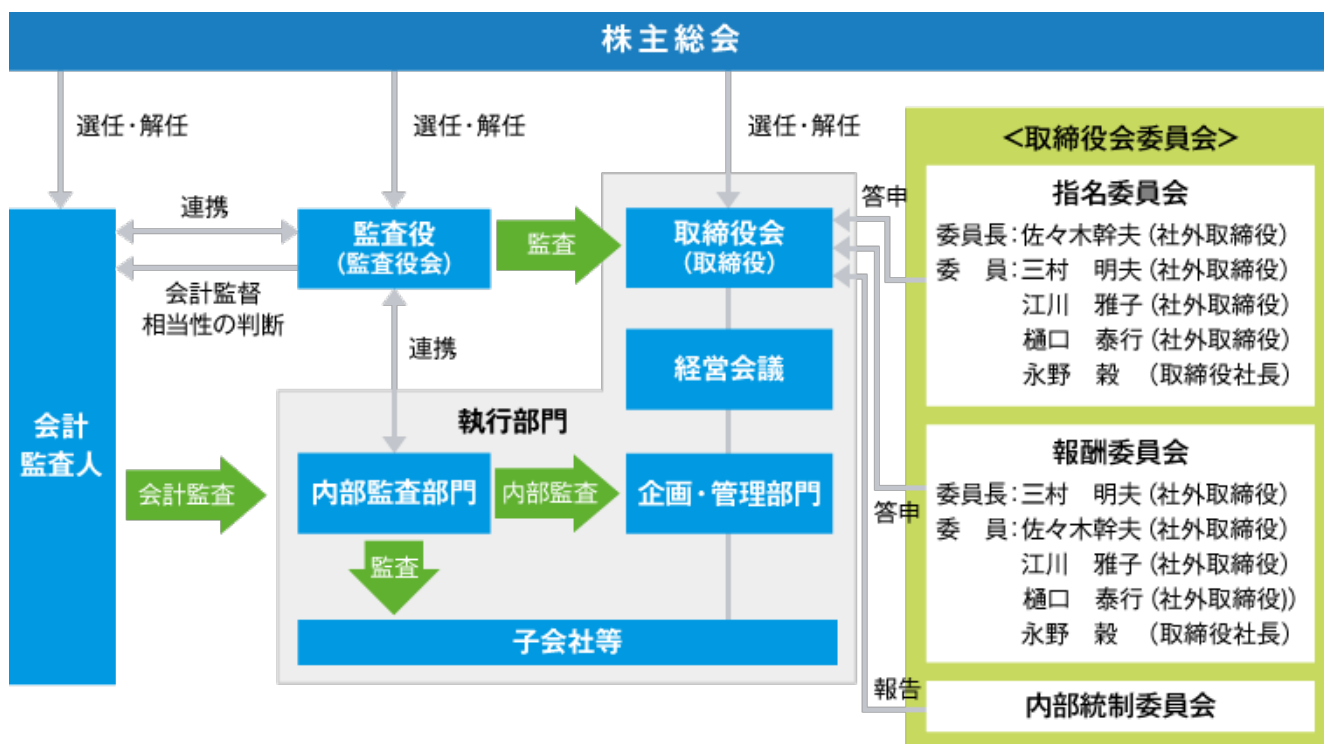 株主総会
選任・解任
選任・解任
選任・解任
<取締役会委員会>
指名委員会
委員長:佐々木幹夫(社外取締役)
委　員:三村　明夫(社外取締役)
江川　雅子(社外取締役)
樋口　泰行(社外取締役)
永野　毅　(取締役社長)
答申
連携
監査役
(監査役会)
監査
取締役会
(取締役)
会計監督
相当性の判断
連携
経営会議
執行部門
会計
監査人
会計監査
内部監査部門
内部監査
企画・管理部門
監査
子会社等
報酬委員会
委員長:三村　明夫(社外取締役)
委　員:佐々木幹夫(社外取締役)
江川　雅子(社外取締役)
樋口　泰行(社外取締役))
永野　毅　(取締役社長)
答申
報告
内部統制委員会